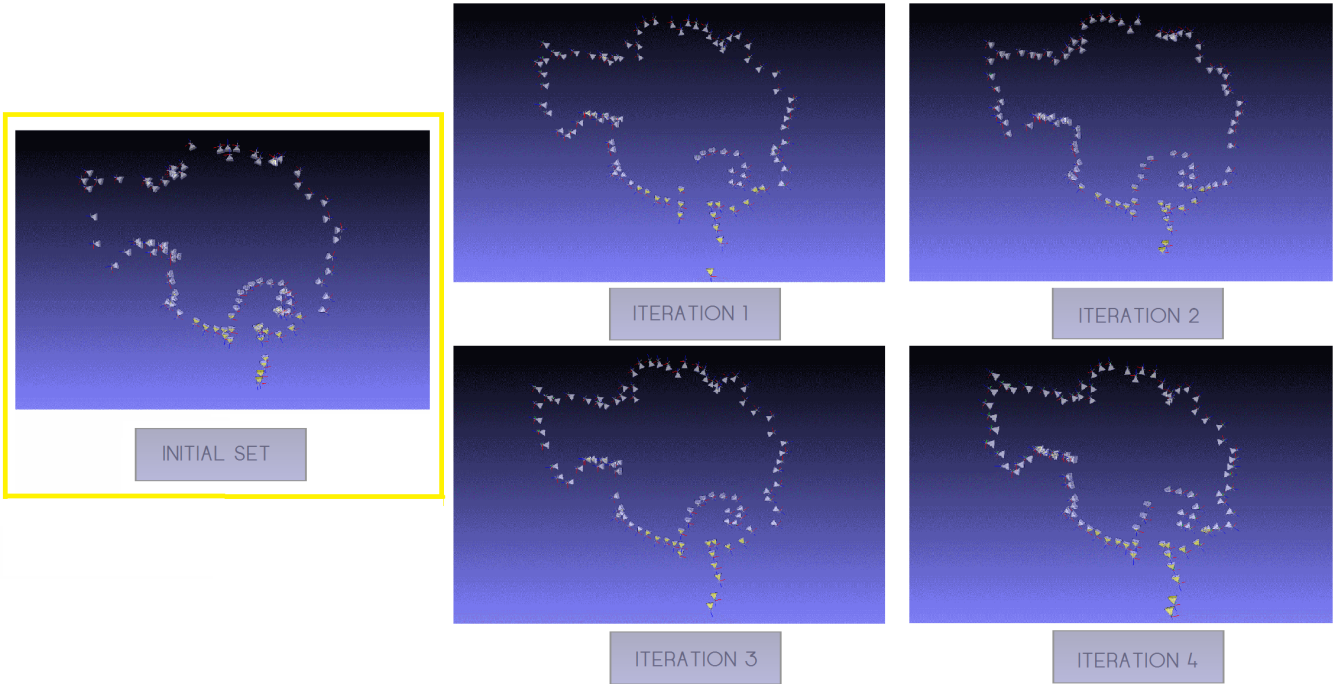 INITIAL SET
ITERATION 1
ITERATION 2
ITERATION 3
ITERATION 4